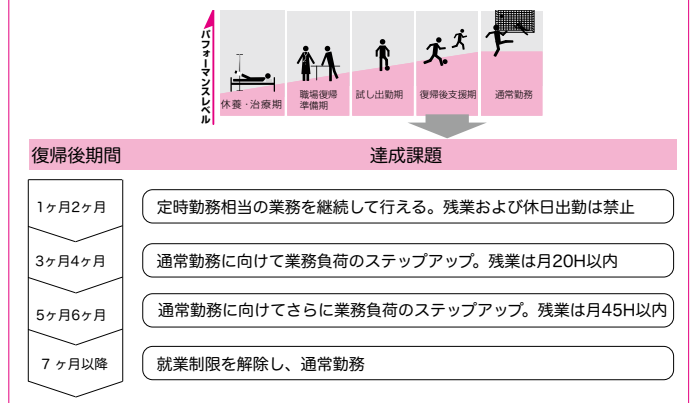 パフォーマンスレベル
休養・治療期
職場復帰
準備期
試し出勤期
復帰後支援期
通常勤務
復帰後期間
達成課題
1ヶ月2ヶ月
定時勤務相当の業務を継続して行える。残業および休日出勤は禁止
3ヶ月4ヶ月
通常勤務に向けて業務負荷のステップアップ。残業は月20H以内
5ヶ月6ヶ月
通常勤務に向けてさらに業務負荷のステップアップ。残業は月45H以内
7 ヶ月以降
就業制限を解除し、通常勤務